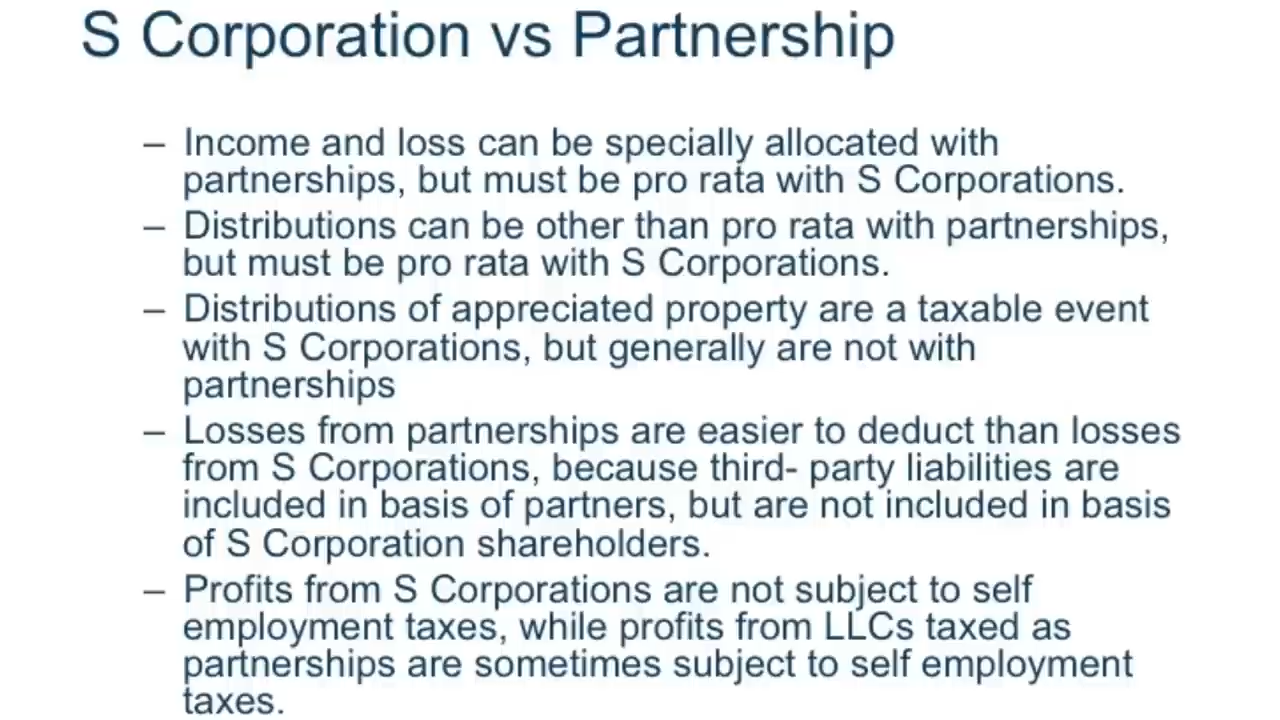 S Corporation vs Partnership
– Income and loss can be specially allocated with
partnerships, but must be pro rata with S Corporations.
– Distributions can be other than pro rata with partnerships,
but must be pro rata with S Corporations.
– Distributions of appreciated property are a taxable event
with S Corporations, but generally are not with
partnerships
– Losses from partnerships are easier to deduct than losses
from S Corporations, because third- party liabilities are
included in basis of partners, but are not included in basis
of S Corporation shareholders.
– Profits from S Corporations are not subject to self
employment taxes, while profits from LLCs taxed as
partnerships are sometimes subject to self employment
taxes.